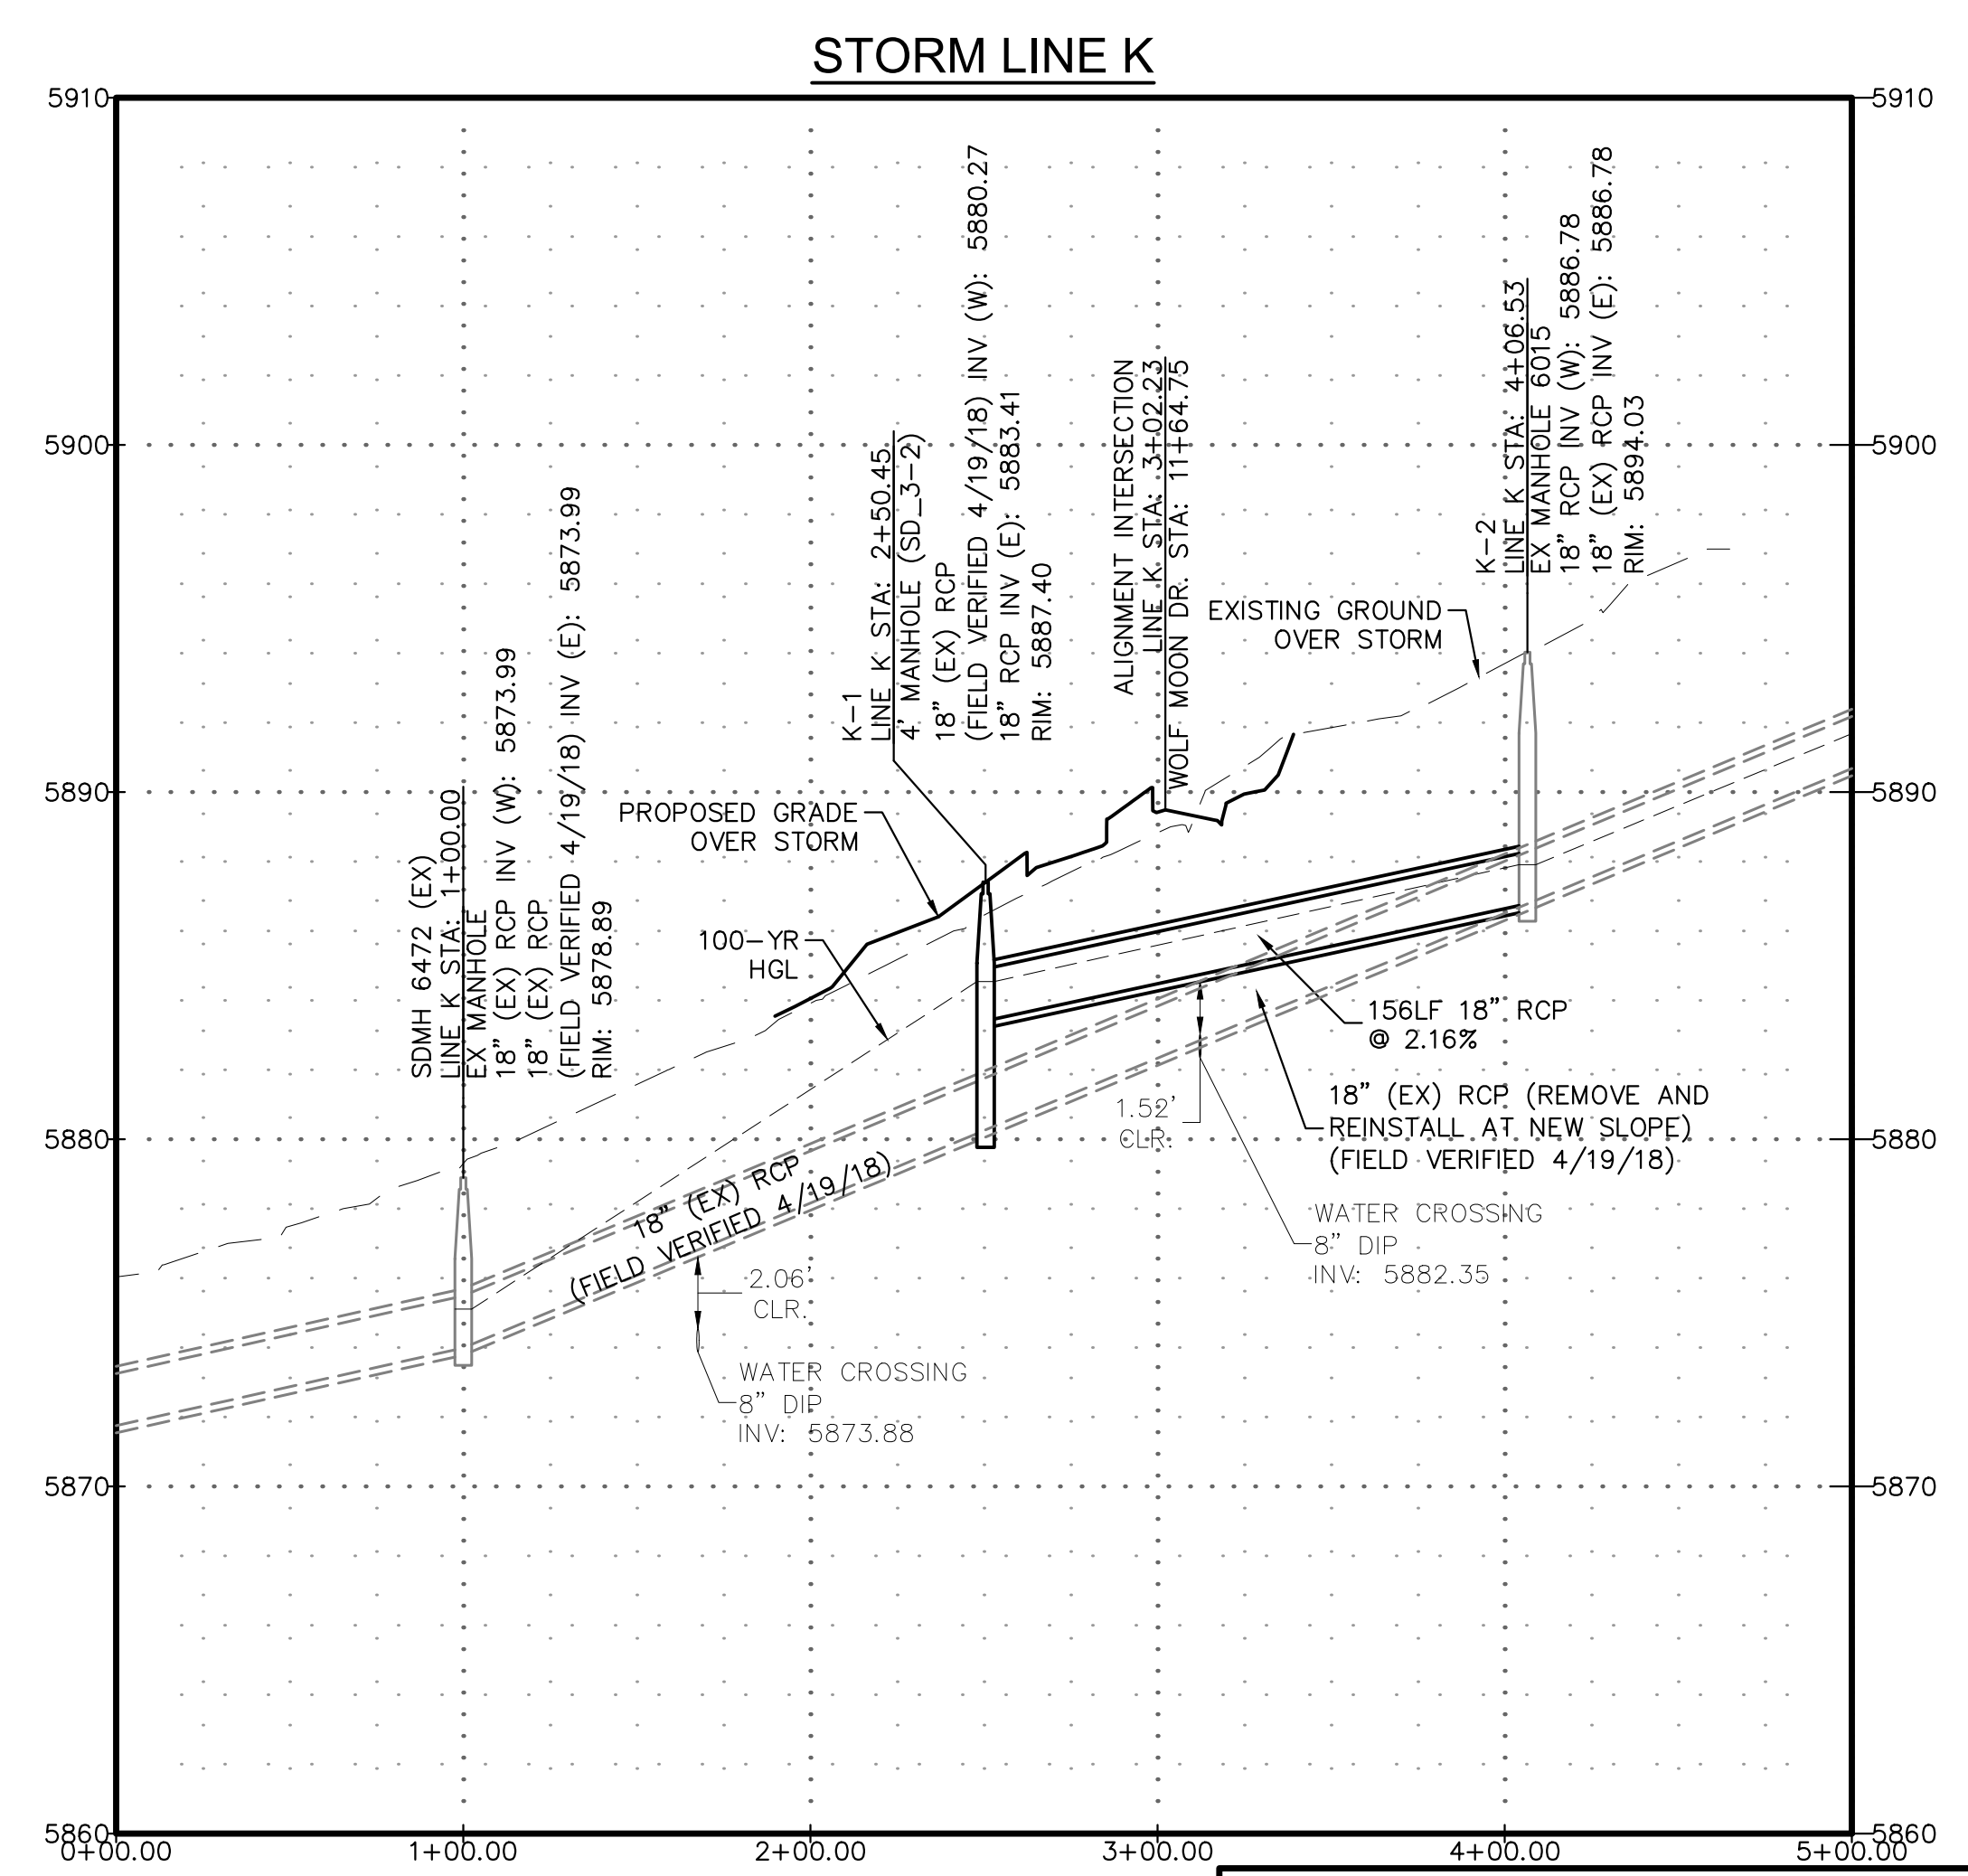 STORM LINE K
5910
5910
5900
5900
5890
5890
5880
5880
5870
5870
5860
5860
0+00.00
1+00.00
2+00.00
3+00.00
4+00.00
5+00.00
SDMH 6472 (EX)
LINE K STA: 1+00.00
EX MANHOLE
18" (EX) RCP INV (W): 5873.99
18" (EX) RCP
(FIELD VERIFIED 4/19/18) INV (E): 5873.99
RIM: 5878.89
K-1
LINE K STA: 2+50.45
4' MANHOLE (SD_3-2)
18" (EX) RCP
(FIELD VERIFIED 4/19/18) INV (W): 5880.27
18" RCP INV (E): 5883.41
RIM: 5887.40
ALIGNMENT INTERSECTION
LINE K STA: 3+02.23
WOLF MOON DR. STA: 11+64.75
K-2
LINE K STA: 4+06.53
EX MANHOLE 6015
18" RCP INV (W): 5886.78
18" (EX) RCP INV (E): 5886.78
RIM: 5894.03
EXISTING GROUND
OVER STORM
PROPOSED GRADE
OVER STORM
100-YR
HGL
156LF 18" RCP
@ 2.16%
18" (EX) RCP (REMOVE AND
REINSTALL AT NEW SLOPE)
(FIELD VERIFIED 4/19/18)
1.52'
CLR.
WATER CROSSING
8" DIP
INV: 5882.35
18" (EX) RCP
(FIELD VERIFIED 4/19/18)
2.06'
CLR.
WATER CROSSING
8" DIP
INV: 5873.88